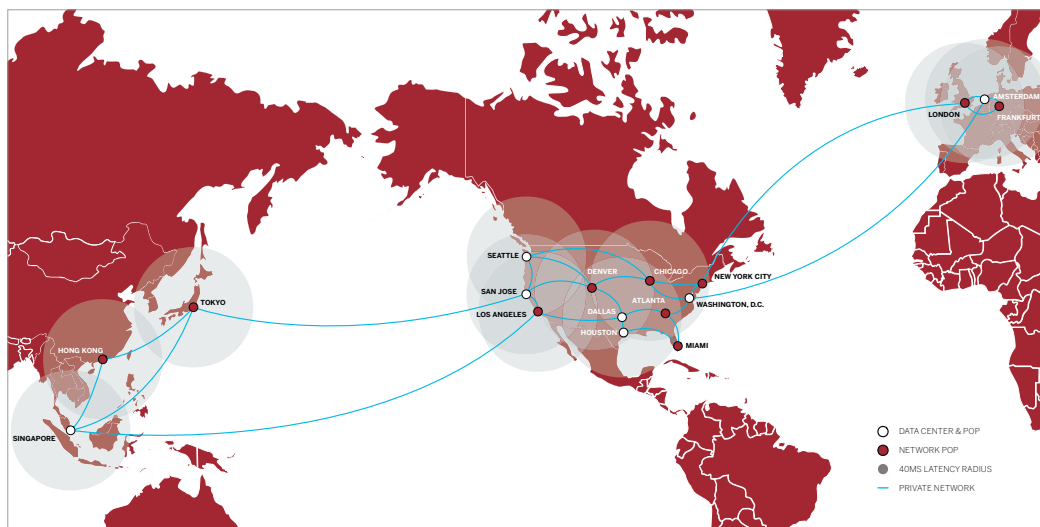 AMSTERDAM
LONDON
FRANKFURT
SEATTLE
DENVER
CHICAGO
NEW YORK CITY
SAN JOSE
TOKYO
ATLANTA
WASHINGTON, D.C.
LOS ANGELES
DALLAS
HOUSTON
MIAMI
HONG KONG
SINGAPORE
DATA CENTER & POP
NETWORK POP
40MS LATENCY RADIUS
PRIVATE NETWORK